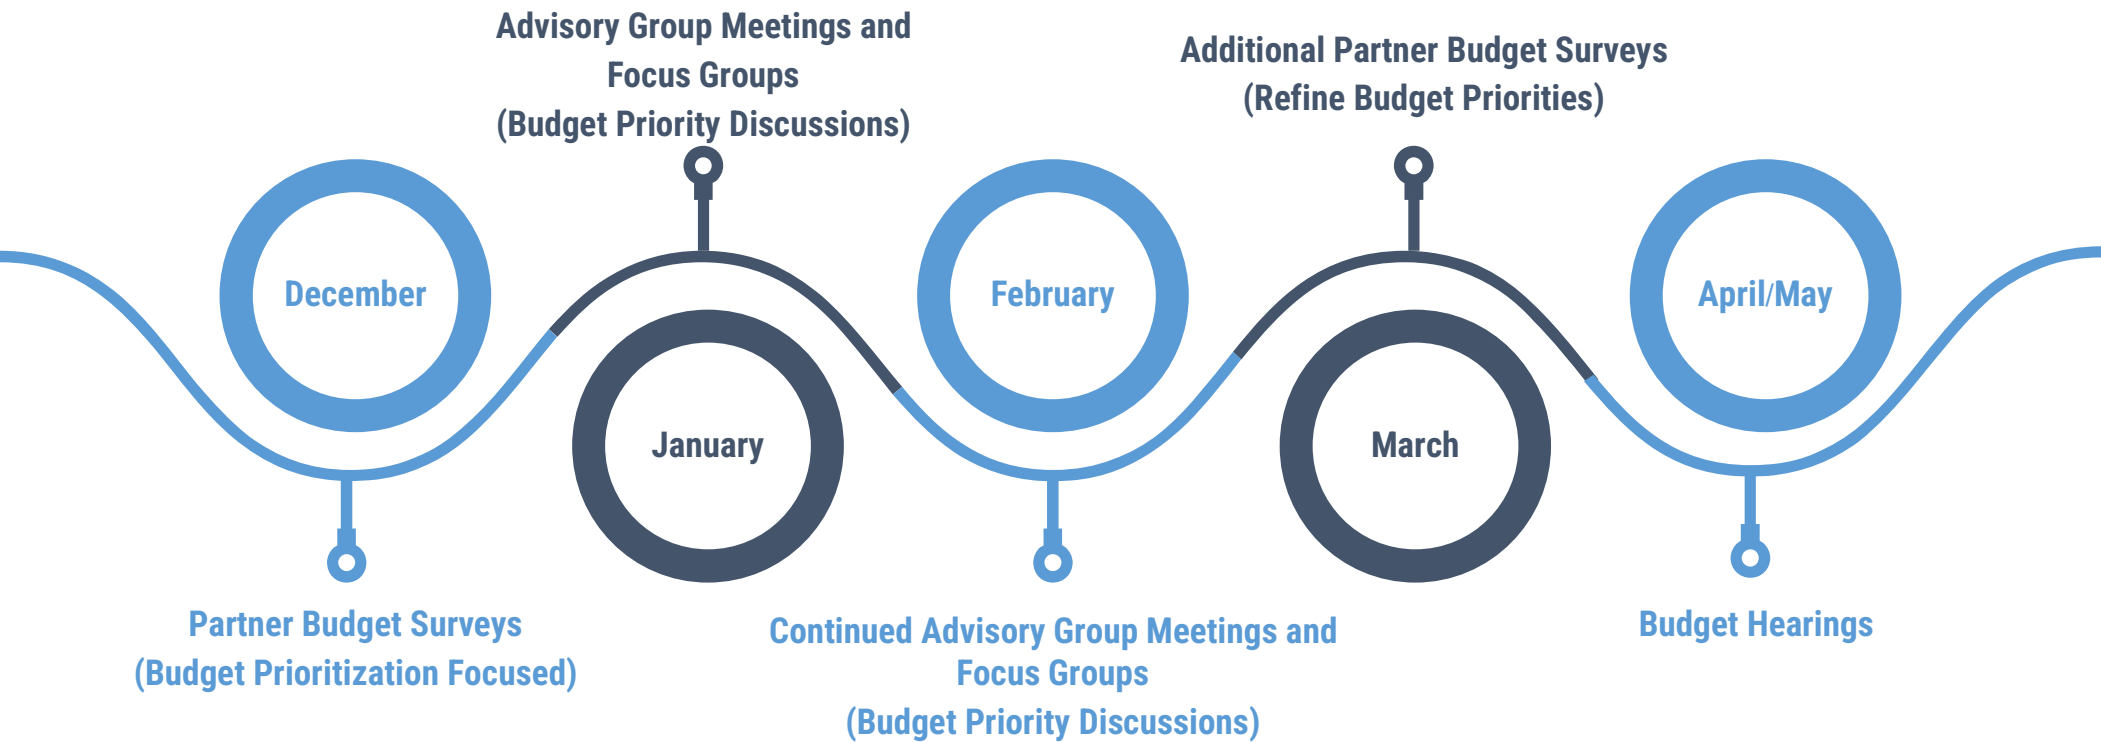 December
Partner Budget Surveys
(Budget Prioritization Focused)
Advisory Group Meetings and
Focus Groups
(Budget Priority Discussions)
January
February
Continued Advisory Group Meetings and
Focus Groups
(Budget Priority Discussions)
Additional Partner Budget Surveys
(Refine Budget Priorities)
March
April/May
Budget Hearings